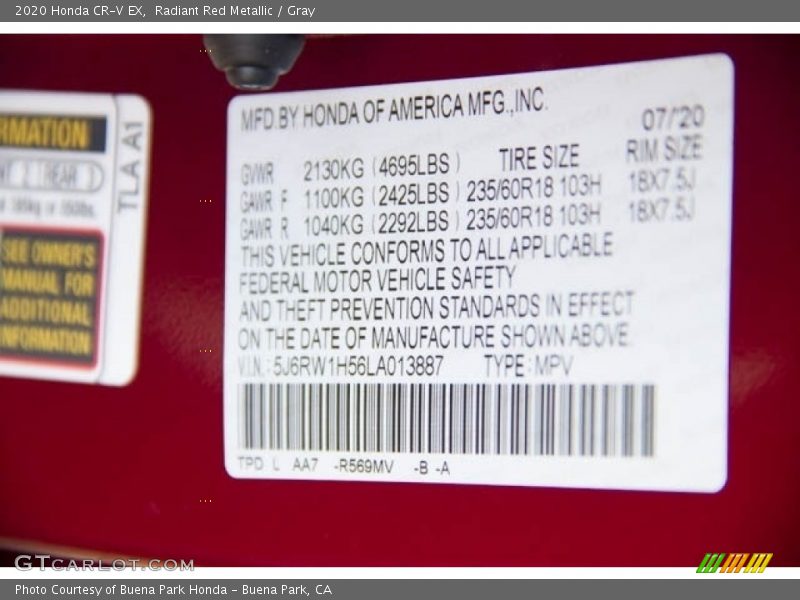 2020 Honda CR-V EX, Radiant Red Metallic / Gray
RMATION
TLA A1
SEE OWNER'S
MANUAL FOR
ADDITIONAL
INFORMATION
MFD.BY HONDA OF AMERICA MFG.,INC.
07/'20
GVWR 2130KG (4695LBS) TIRE SIZE RIM SIZE
GAWR F 1100KG (2425LBS) 235/60R18 103H 18X7.5J
GAWR R 1040KG (2292LBS) 235/60R18 103H 18X7.5J
THIS VEHICLE CONFORMS TO ALL APPLICABLE
FEDERAL MOTOR VEHICLE SAFETY
AND THEFT PREVENTION STANDARDS IN EFFECT
ON THE DATE OF MANUFACTURE SHOWN ABOVE.
V.I.N.: 5J6RW1H56LA013887 TYPE: MPV
TPD L AA7 -R569MV -B -A
GTCARLOT.COM
Photo Courtesy of Buena Park Honda - Buena Park, CA